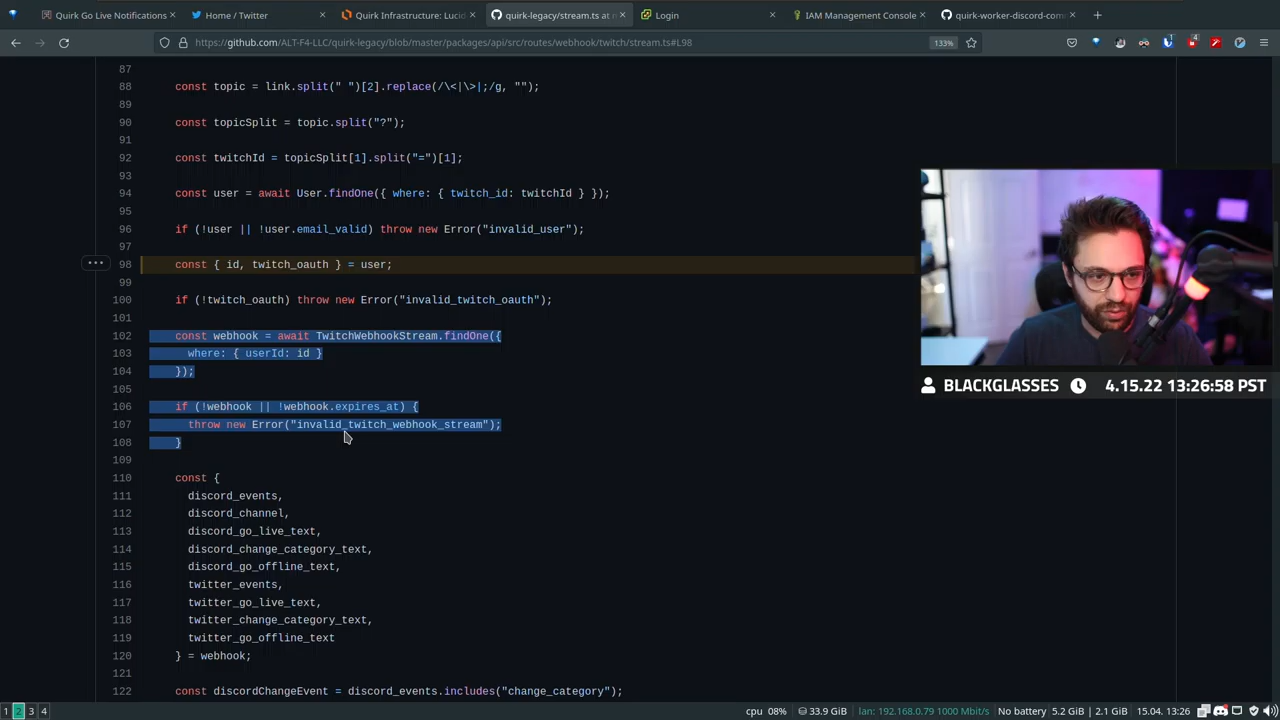 Quirk Go Live Notifications
Home / Twitter
Quirk Infrastructure: Lucid
quirk-legacy/stream.ts at m
Login
IAM Management Console
quirk-worker-discord-com
https://github.com/ALT-F4-LLC/quirk-legacy/blob/master/packages/api/src/routes/webhook/twitch/stream.ts#L98
133%
87
88 const topic = link.split(" ")[2].replace(/\<|\>|;/g, "");
89
90 const topicSplit = topic.split("?");
91
92 const twitchId = topicSplit[1].split("=")[1];
93
94 const user = await User.findOne({ where: { twitch_id: twitchId } });
95
96 if (!user || !user.email_valid) throw new Error("invalid_user");
97
98 const { id, twitch_oauth } = user;
99
100 if (!twitch_oauth) throw new Error("invalid_twitch_oauth");
101
102 const webhook = await TwitchWebhookStream.findOne({
103 where: { userId: id }
104 });
105
106 if (!webhook || !webhook.expires_at) {
107 throw new Error("invalid_twitch_webhook_stream");
108 }
109
110 const {
111 discord_events,
112 discord_channel,
113 discord_go_live_text,
114 discord_change_category_text,
115 discord_go_offline_text,
116 twitter_events,
117 twitter_go_live_text,
118 twitter_change_category_text,
119 twitter_go_offline_text
120 } = webhook;
121
122 const discordChangeEvent = discord_events.includes("change_category");
BLACKGLASSES 4.15.22 13:26:58 PST
1 2 3 4
cpu 08% 33.9 GiB lan: 192.168.0.79 1000 Mbit/s No battery 5.2 GiB | 2.1 GiB 15.04. 13:26